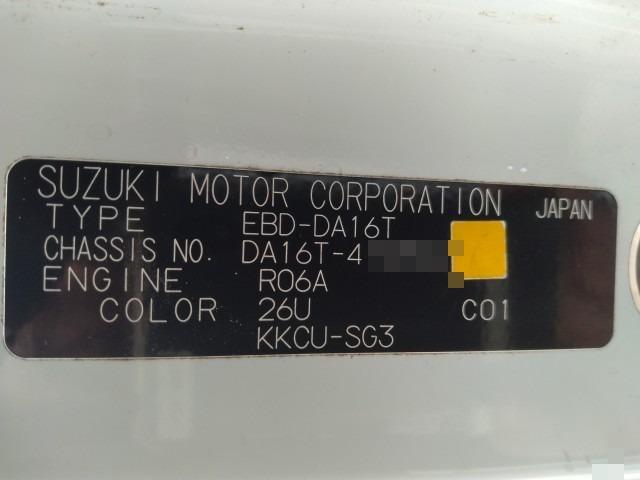 SUZUKI MOTOR CORPORATION JAPAN
TYPE EBD-DA16T
CHASSIS NO. DA16T-4
ENGINE R06A
COLOR 26U C01
KKCU-SG3